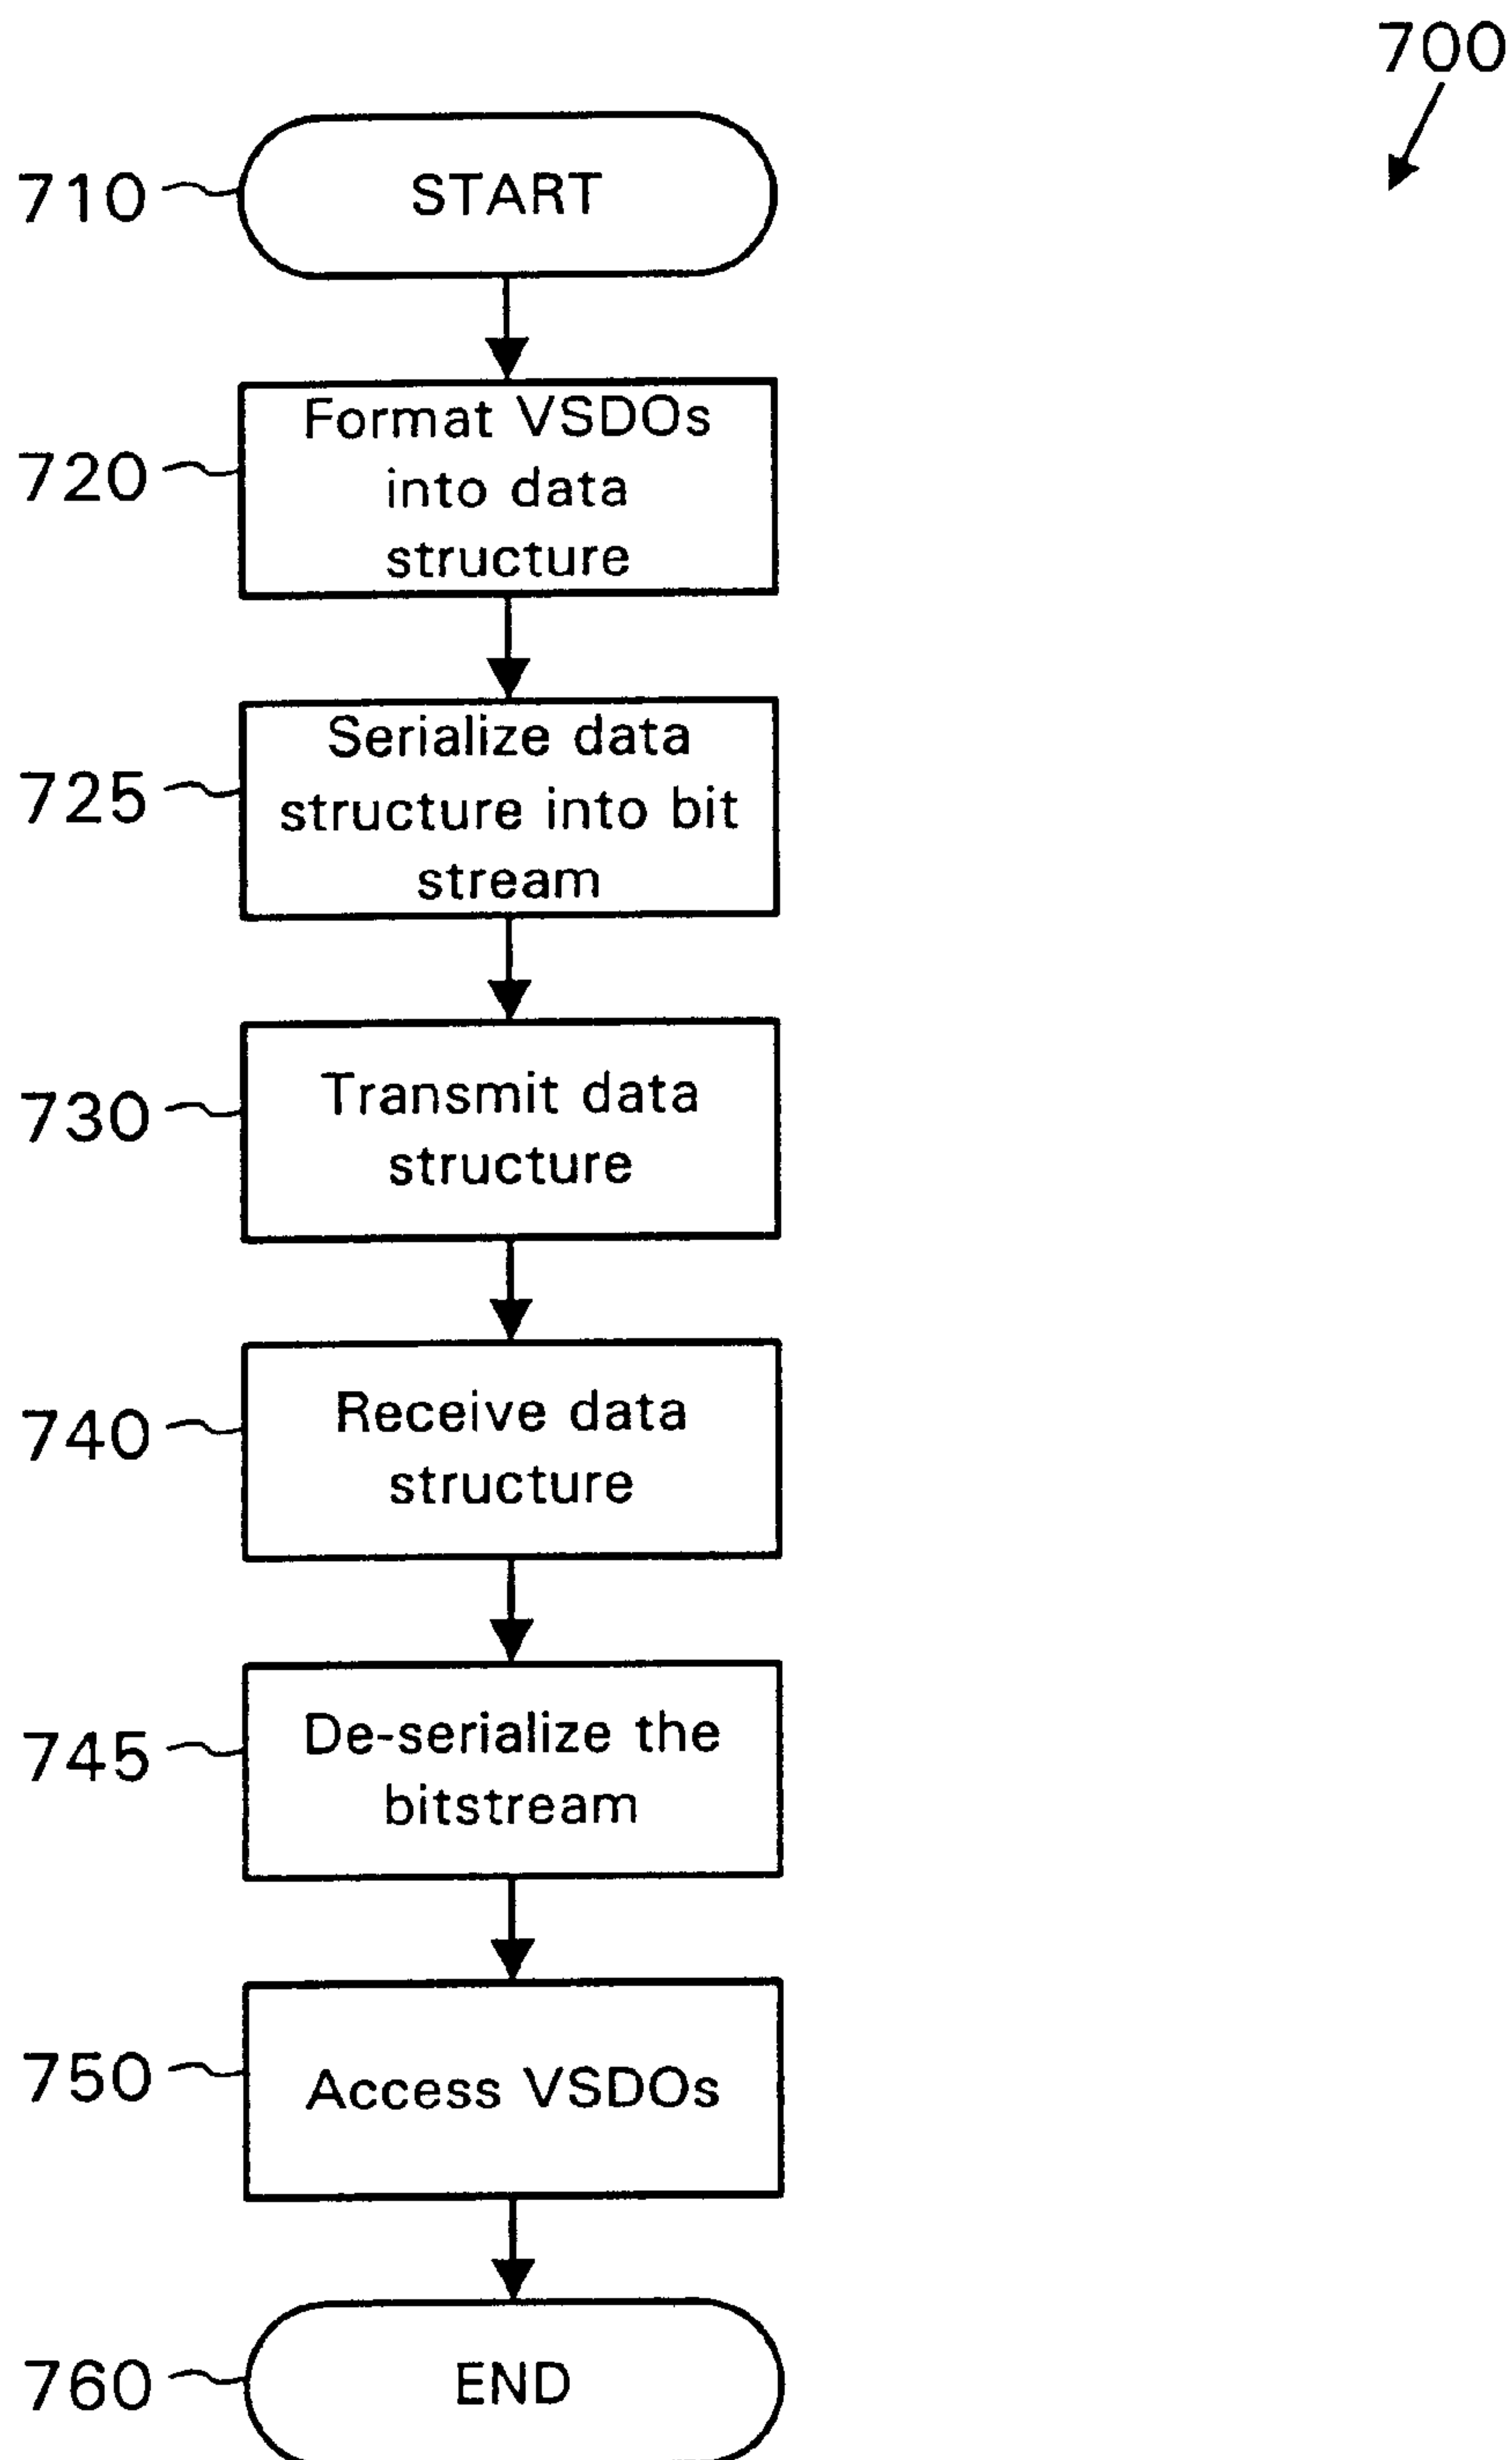 700
710
START
720
Format VSDOs
into data
structure
725
Serialize data
structure into bit
stream
730
Transmit data
structure
740
Receive data
structure
745
De-serialize the
bitstream
750
Access VSDOs
760
END